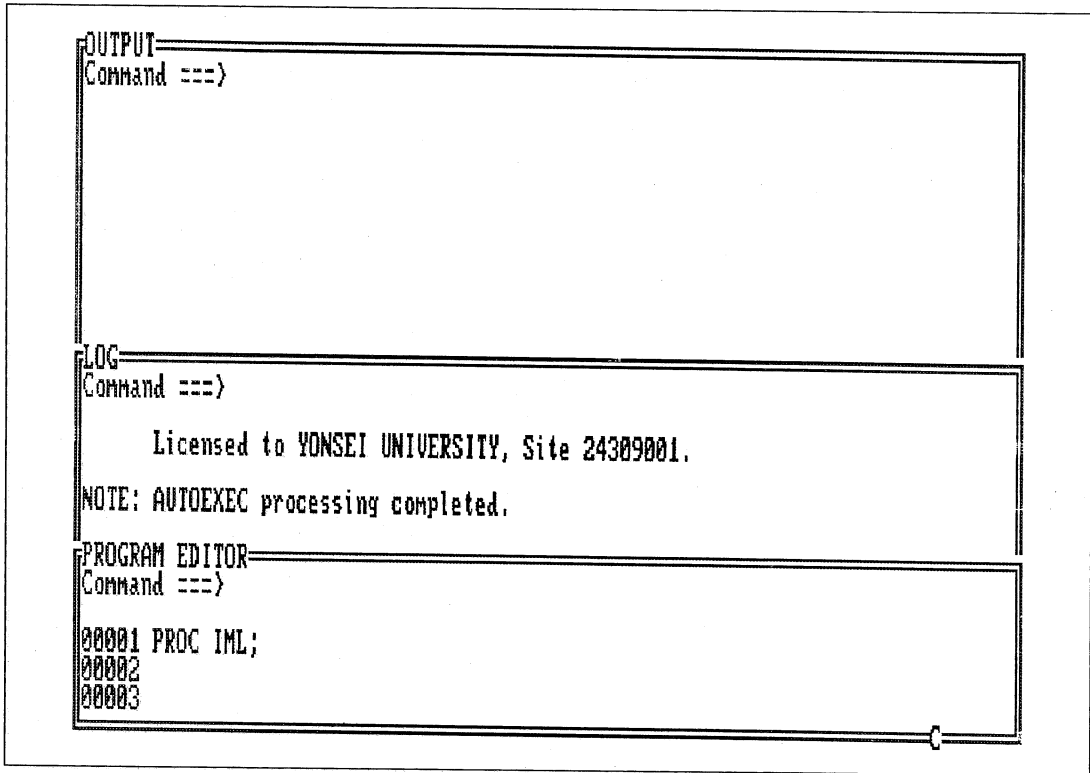 OUTPUT
Command ===>
LOG
Command ===>
Licensed to YONSEI UNIVERSITY, Site 24309001.
NOTE: AUTOEXEC processing completed.
PROGRAM EDITOR
Command ===>
00001 PROC IML;
00002
00003
C